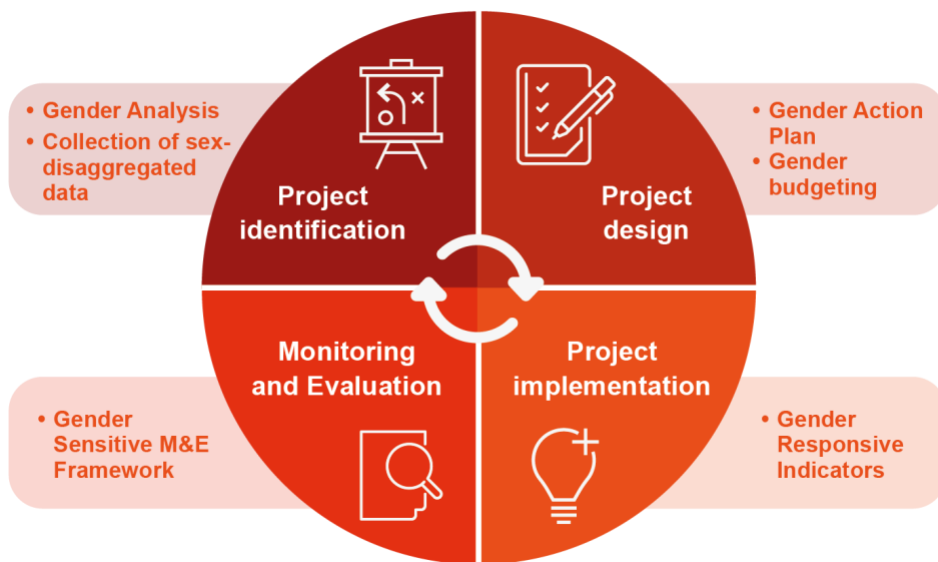 • Gender Analysis
• Collection of sex-
disaggregated
data
Project
identification
Project
design
• Gender Action
Plan
• Gender
budgeting
Monitoring
and Evaluation
Project
implementation
• Gender
Sensitive M&E
Framework
• Gender
Responsive
Indicators